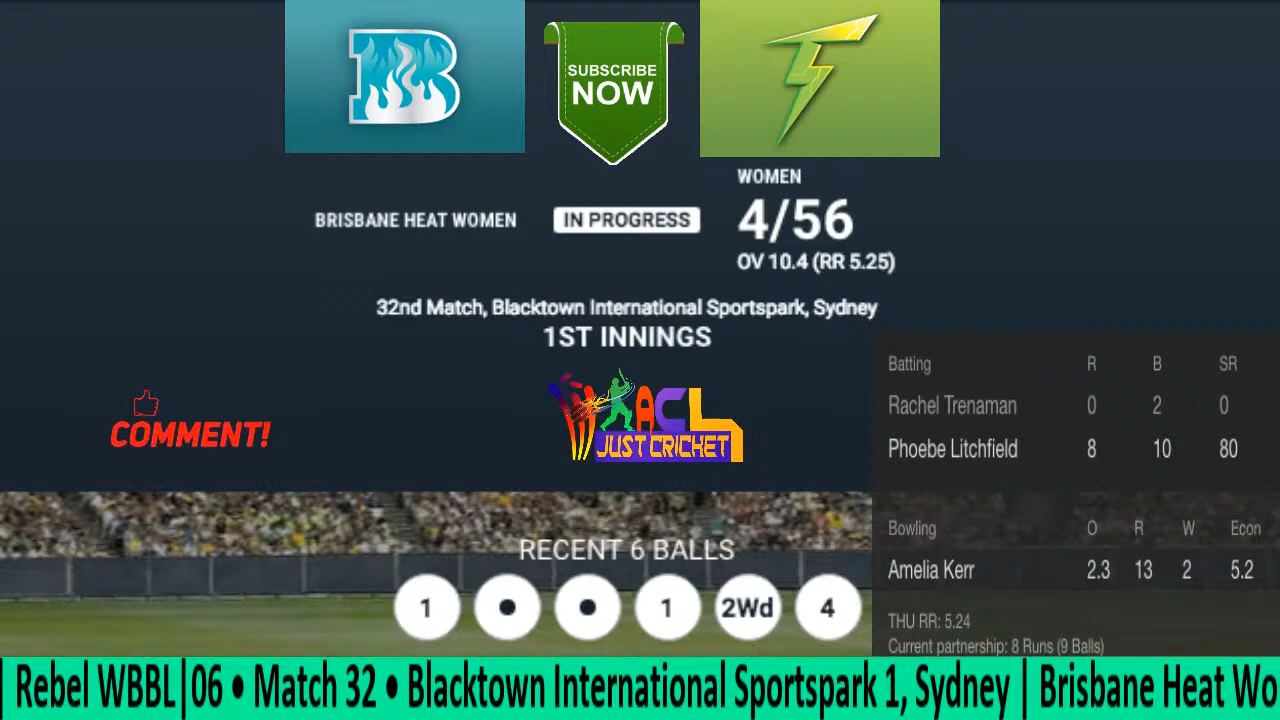 B
SUBSCRIBE
NOW
WOMEN
4/56
OV 10.4 (RR 5.25)
BRISBANE HEAT WOMEN
IN PROGRESS
32nd Match, Blacktown International Sportspark, Sydney
1ST INNINGS
COMMENT!
ACL
JUST CRICKET
Batting R B SR
Rachel Trenaman 0 2 0
Phoebe Litchfield 8 10 80
Bowling O R W Econ
Amelia Kerr 2.3 13 2 5.2
THU RR: 5.24
Current partnership: 8 Runs (9 Balls)
RECENT 6 BALLS
1 • • 1 2Wd 4
| Rebel WBBL|06 • Match 32 • Blacktown International Sportspark 1, Sydney | Brisbane Heat Wo